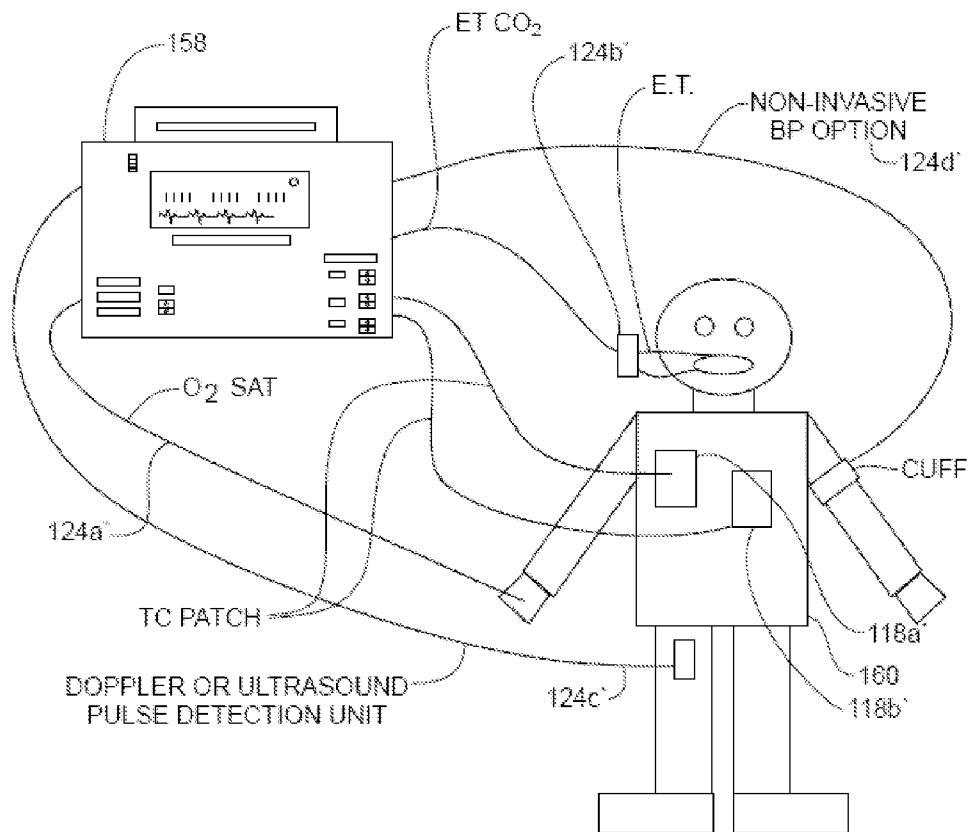 158
ET CO₂
124b'
E.T.
NON-INVASIVE
BP OPTION
124d'
O₂ SAT
124a'
CUFF
TC PATCH
118a'
160
118b'
124c'
DOPPLER OR ULTRASOUND
PULSE DETECTION UNIT